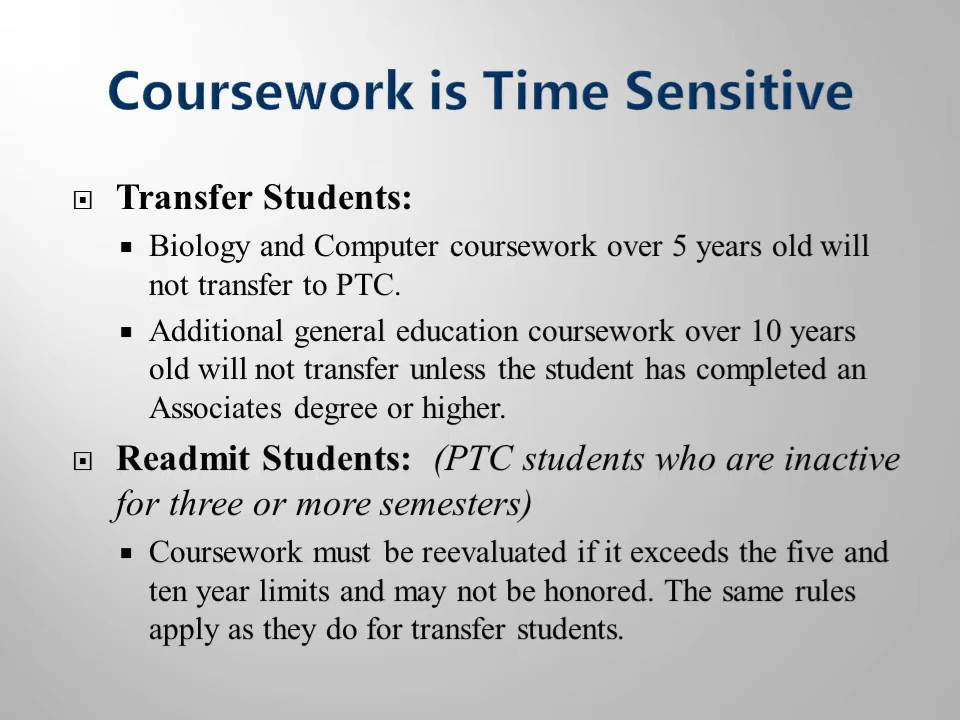 Coursework is Time Sensitive
Transfer Students:
Biology and Computer coursework over 5 years old will
not transfer to PTC.
Additional general education coursework over 10 years
old will not transfer unless the student has completed an
Associates degree or higher.
Readmit Students: (PTC students who are inactive
for three or more semesters)
Coursework must be reevaluated if it exceeds the five and
ten year limits and may not be honored. The same rules
apply as they do for transfer students.